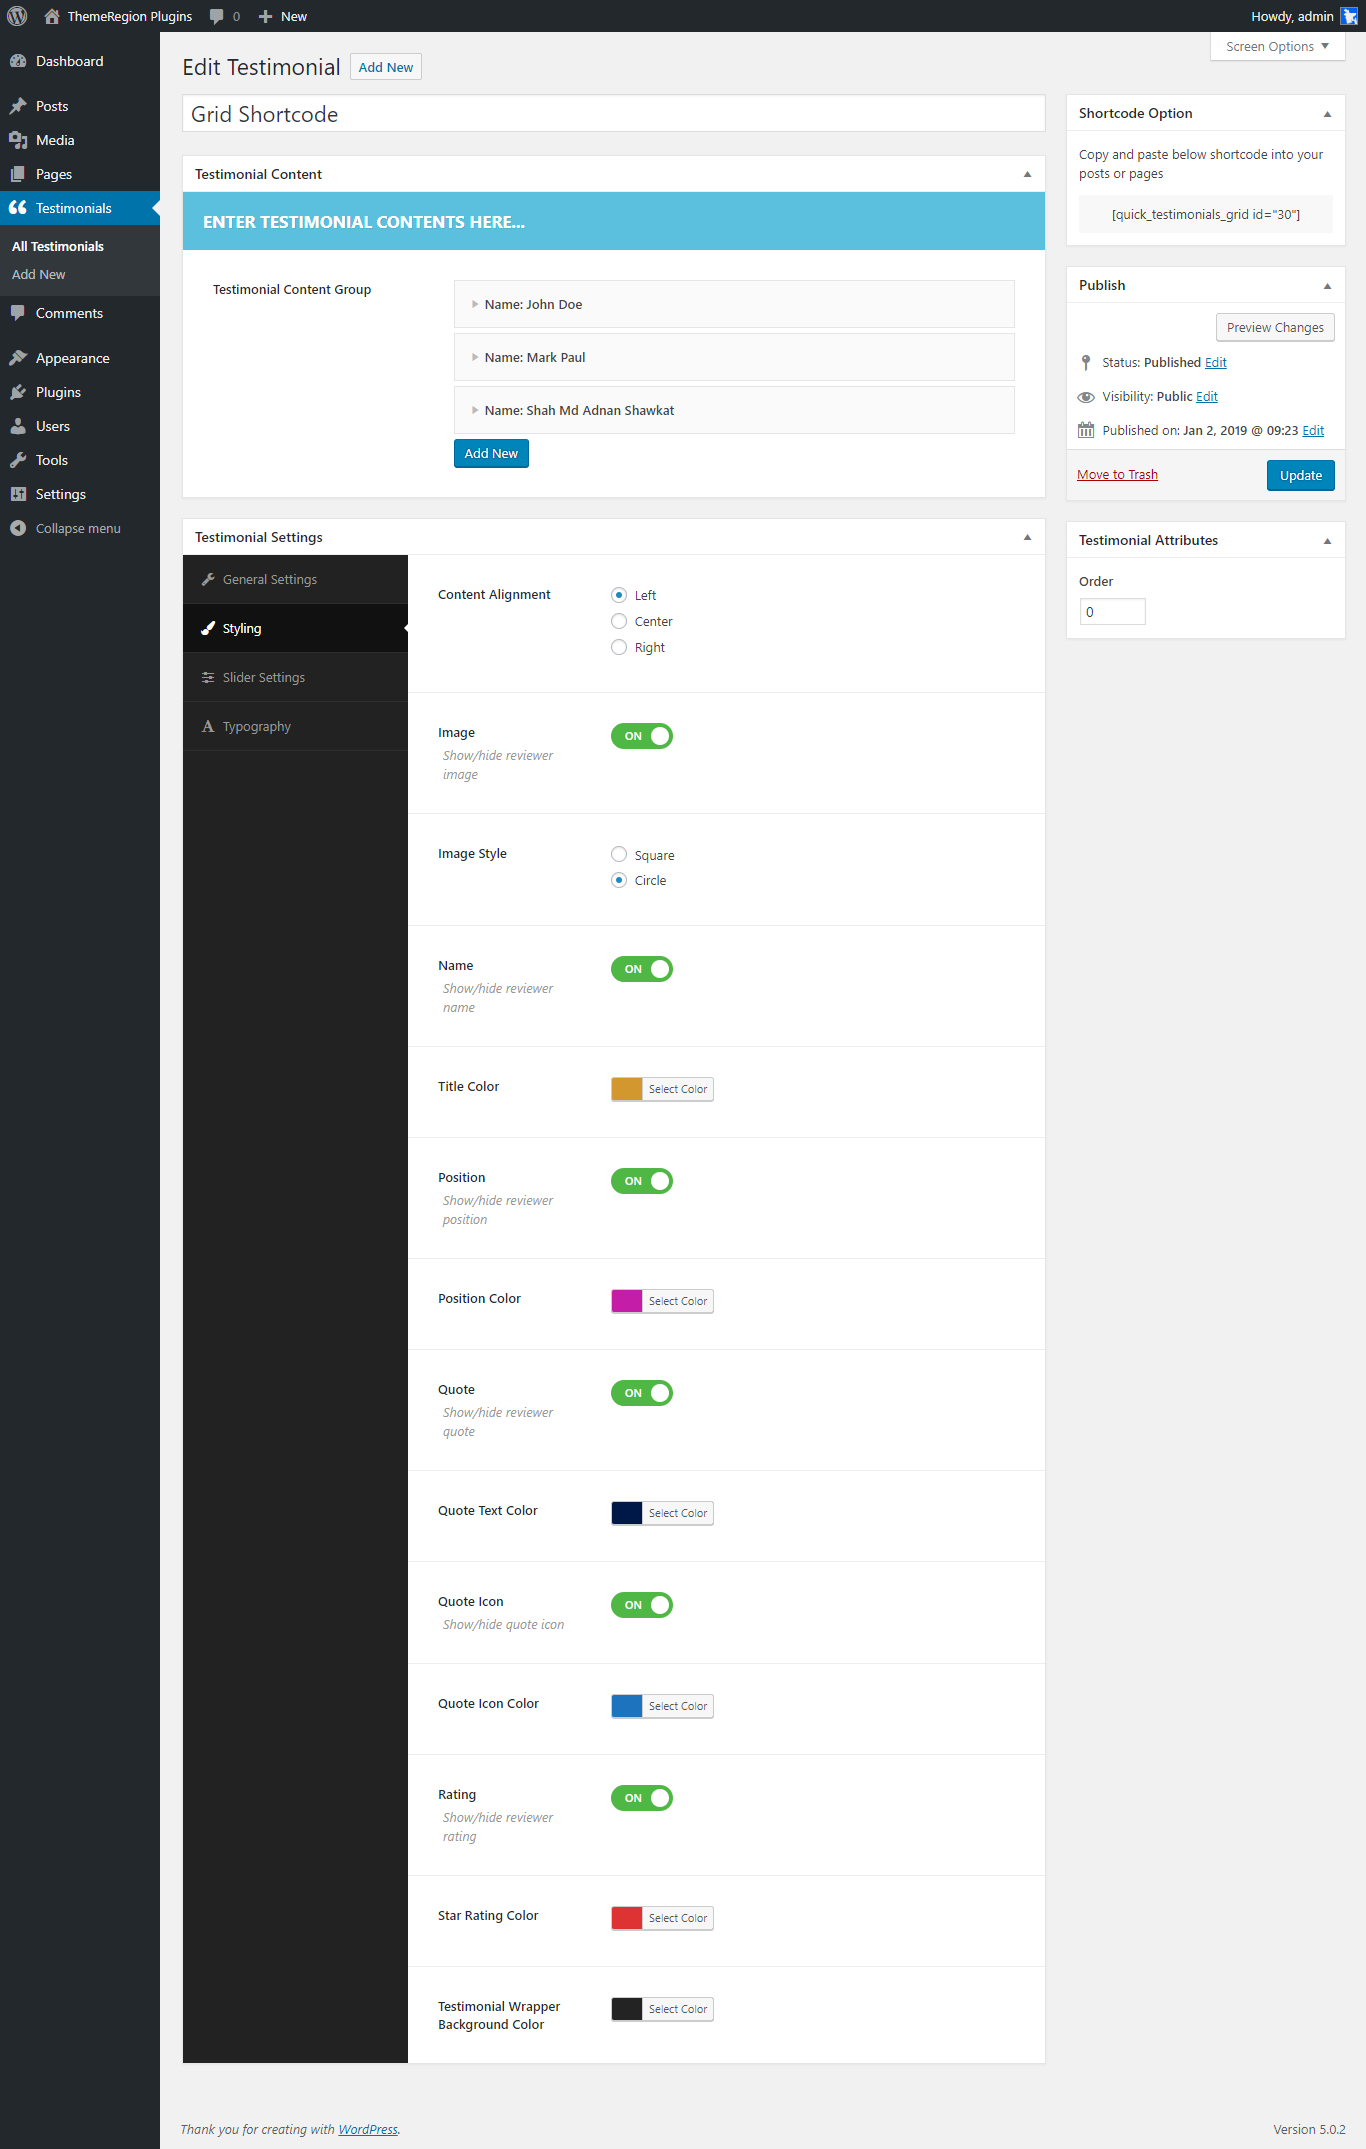 ThemeRegion Plugins 0 New Howdy, admin
Screen Options
Dashboard
Posts
Media
Pages
Testimonials
All Testimonials
Add New
Comments
Appearance
Plugins
Users
Tools
Settings
Collapse menu
Edit Testimonial Add New
Grid Shortcode
Testimonial Content
ENTER TESTIMONIAL CONTENTS HERE...
Testimonial Content Group
Name: John Doe
Name: Mark Paul
Name: Shah Md Adnan Shawkat
Add New
Testimonial Settings
General Settings
Styling
Slider Settings
Typography
Content Alignment
Left
Center
Right
Image
Show/hide reviewer
image
ON
Image Style
Square
Circle
Name
Show/hide reviewer
name
ON
Title Color
Select Color
Position
Show/hide reviewer
position
ON
Position Color
Select Color
Quote
Show/hide reviewer
quote
ON
Quote Text Color
Select Color
Quote Icon
Show/hide quote icon
ON
Quote Icon Color
Select Color
Rating
Show/hide reviewer
rating
ON
Star Rating Color
Select Color
Testimonial Wrapper
Background Color
Select Color
Shortcode Option
Copy and paste below shortcode into your
posts or pages
[quick_testimonials_grid id="30"]
Publish
Preview Changes
Status: Published Edit
Visibility: Public Edit
Published on: Jan 2, 2019 @ 09:23 Edit
Move to Trash
Update
Testimonial Attributes
Order
0
Thank you for creating with WordPress.
Version 5.0.2